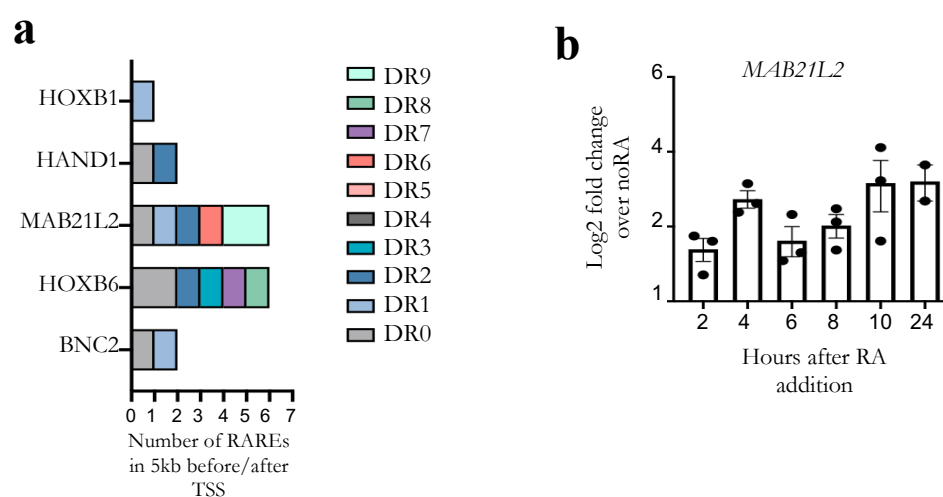 a
HOXB1
HAND1
MAB21L2
HOXB6
BNC2
0 1 2 3 4 5 6 7
Number of RAREs
in 5kb before/after
TSS
DR9
DR8
DR7
DR6
DR5
DR4
DR3
DR2
DR1
DR0
b
MAB21L2
Log2 fold change
over noRA
6
4
2
1
2 4 6 8 10 24
Hours after RA
addition